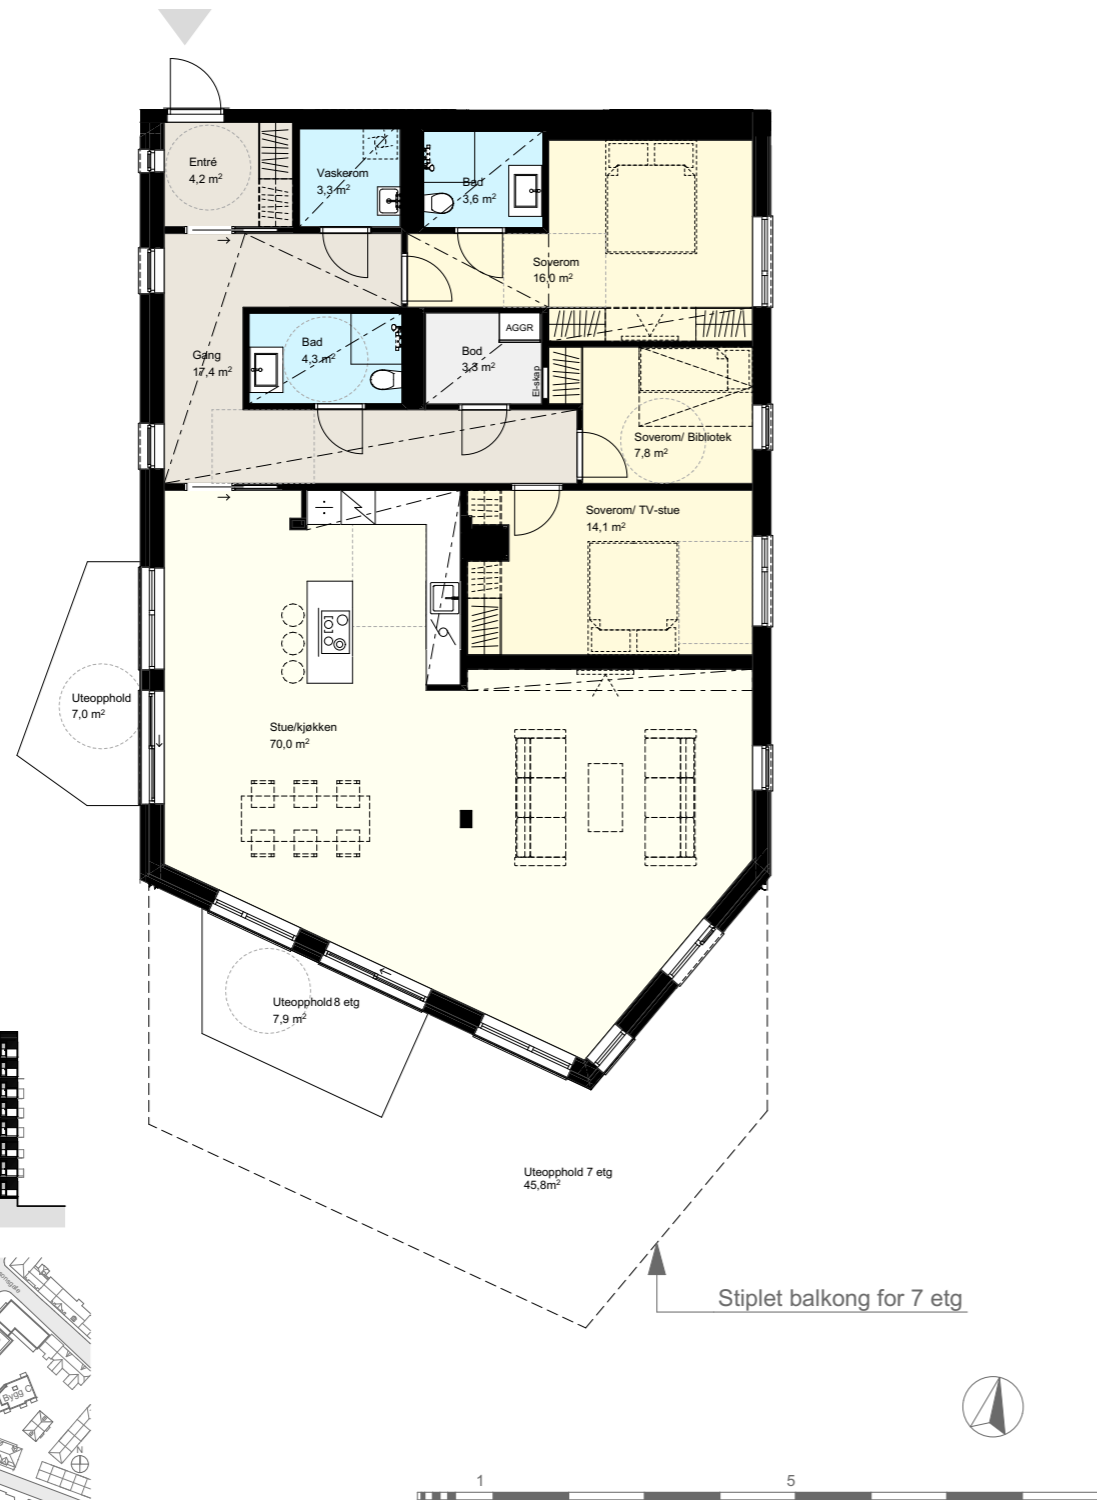 Entré
4,2 m²
Vaskerom
3,3 m²
Bad
3,6 m²
Soverom
16,0 m²
Gang
17,4 m²
Bad
4,3 m²
Bod
3,3 m²
AGGR
El-skap
Soverom/ Bibliotek
7,8 m²
Soverom/ TV-stue
14,1 m²
Uteopphold
7,0 m²
Stue/kjøkken
70,0 m²
Uteopphold 8 etg
7,9 m²
Uteopphold 7 etg
45,8m²
Stiplet balkong for 7 etg
Bygg C
N
1
5